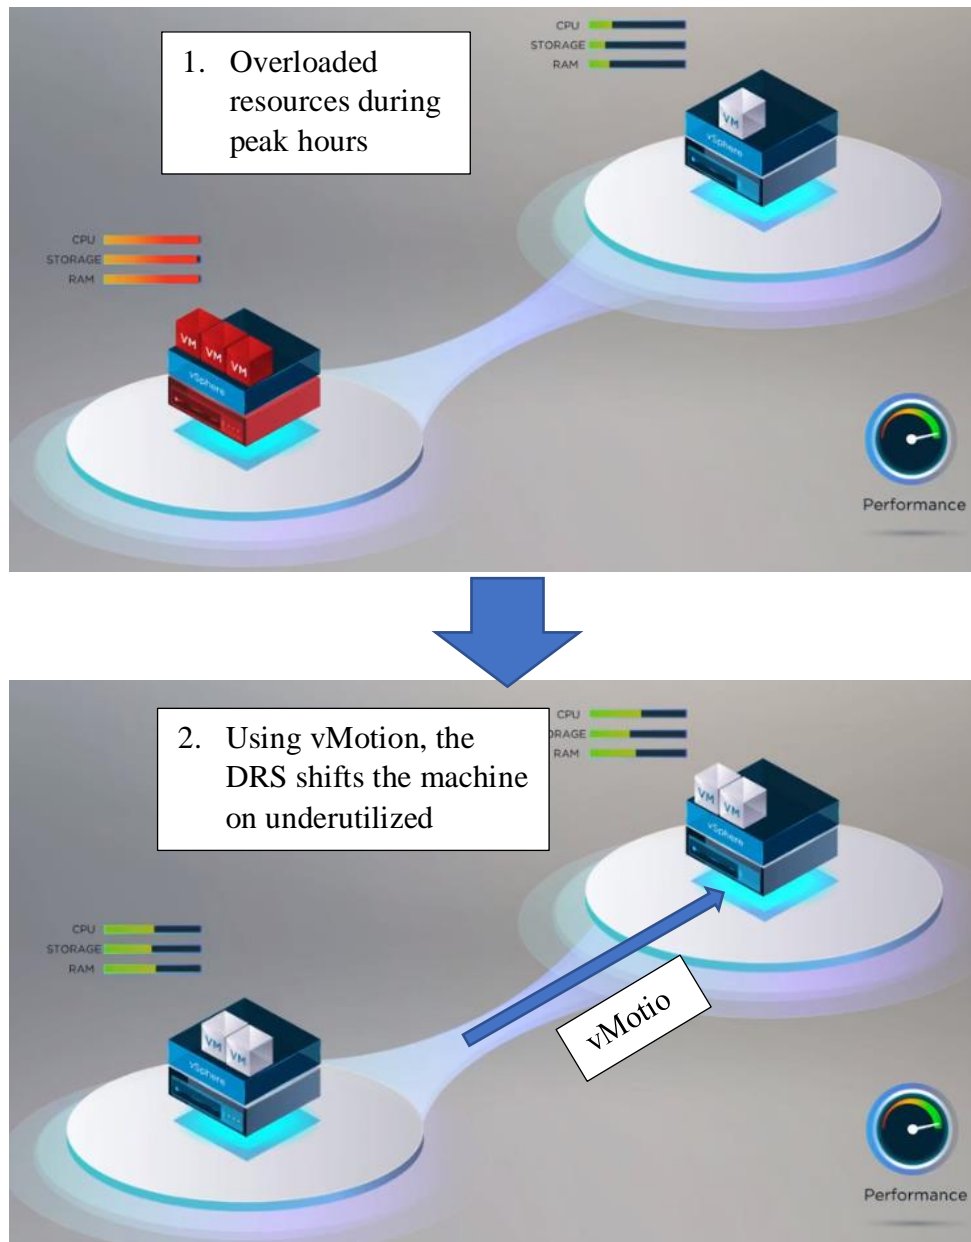 1. Overloaded
resources during
peak hours
CPU
STORAGE
RAM
VM
vSphere
CPU
STORAGE
RAM
VM VM VM
vSphere
Performance
2. Using vMotion, the
DRS shifts the machine
on underutilized
CPU
ORAGE
RAM
VM VM
vSphere
CPU
STORAGE
RAM
vMotio
VM VM
vSphere
Performance